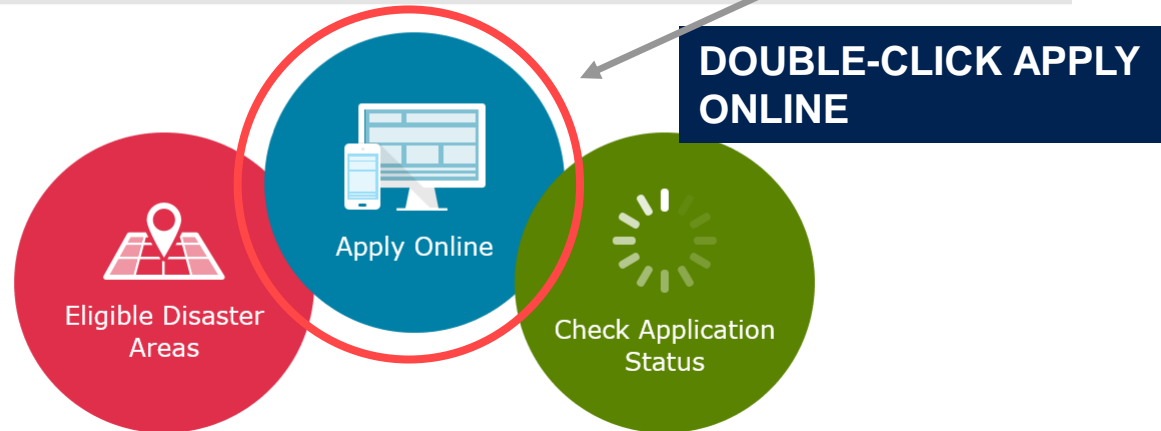 DOUBLE-CLICK APPLY
ONLINE
Apply Online
Eligible Disaster
Areas
Check Application
Status